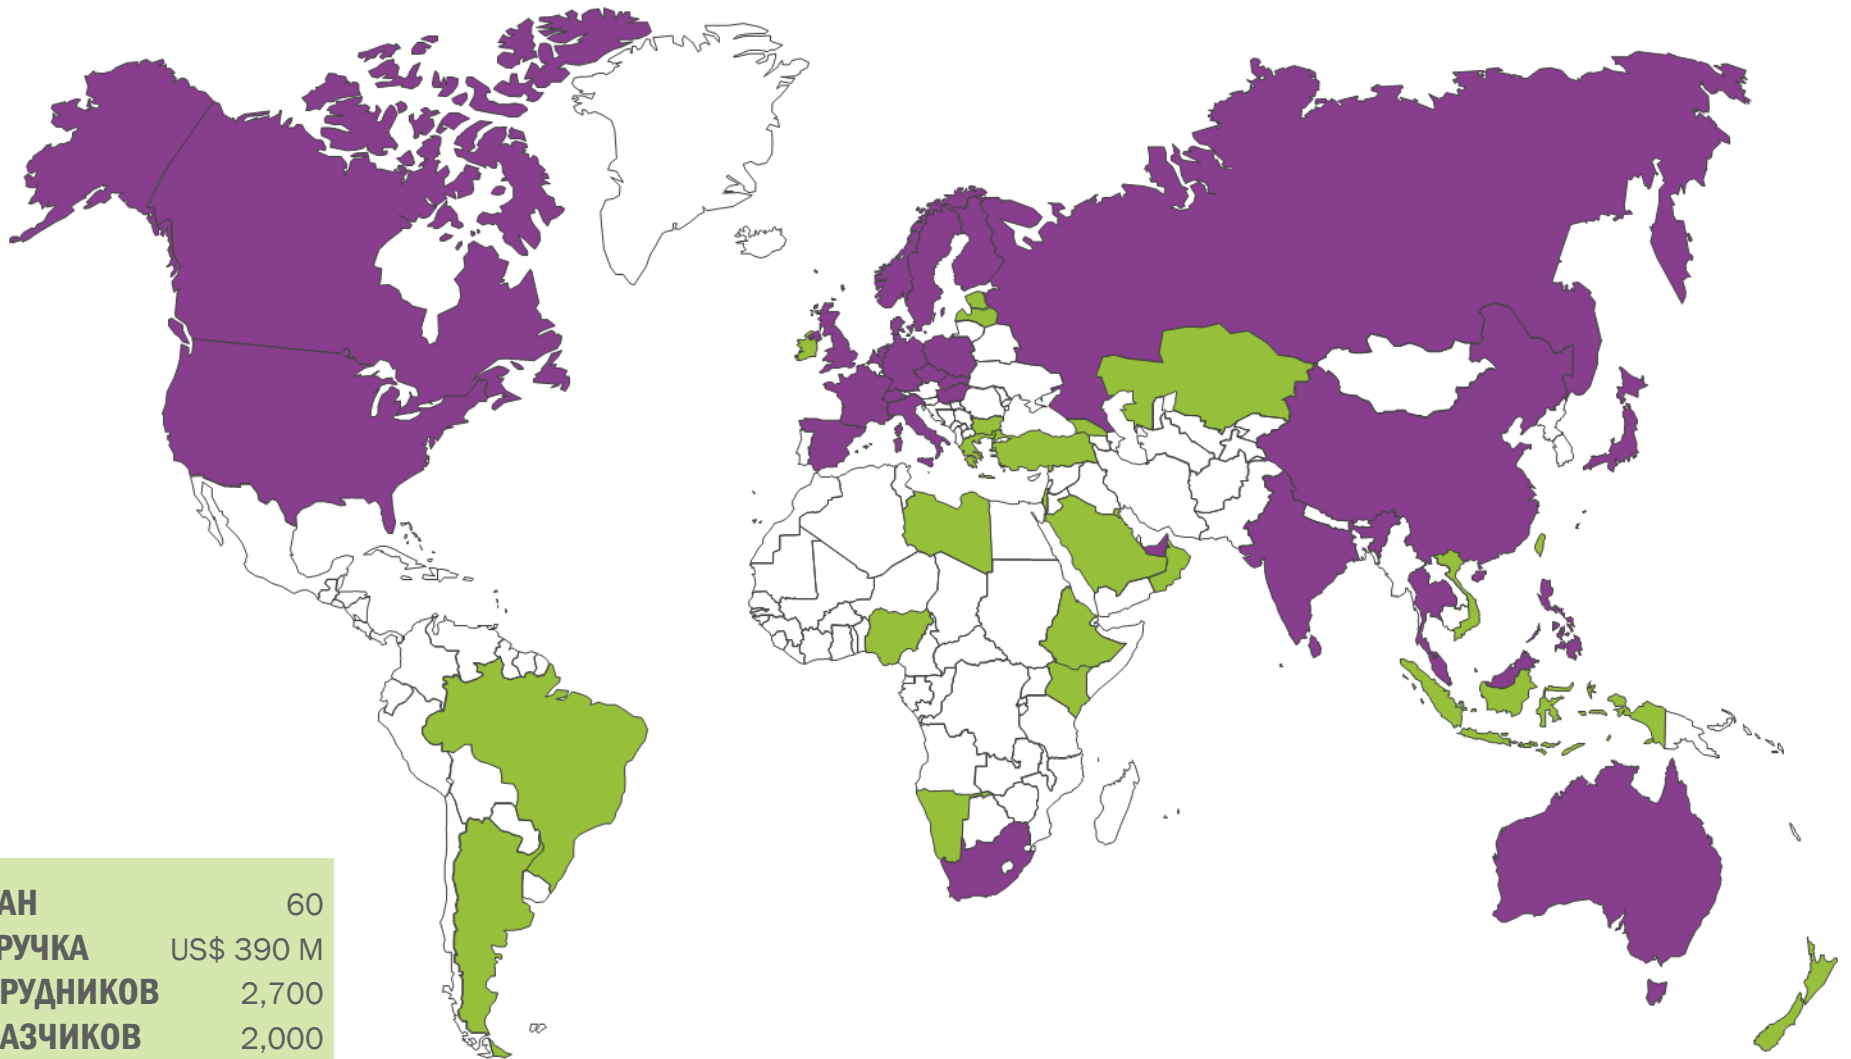 АН 60
РУЧКА US$ 390 M
РУДНИКОВ 2,700
АЗЧИКОВ 2,000